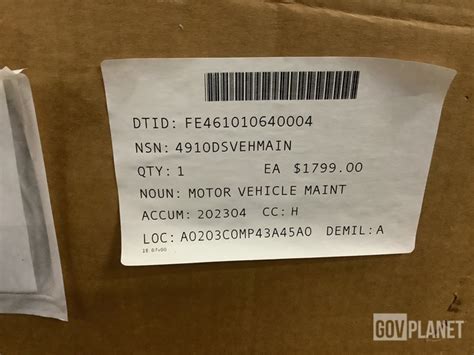 DTID: FE461010640004
NSN: 4910DSVEHMAIN
QTY: 1 EA $1799.00
NOUN: MOTOR VEHICLE MAINT
ACCUM: 202304 CC: H
LOC: A0203COMP43A45A0 DEMIL: A
GOVPLANET